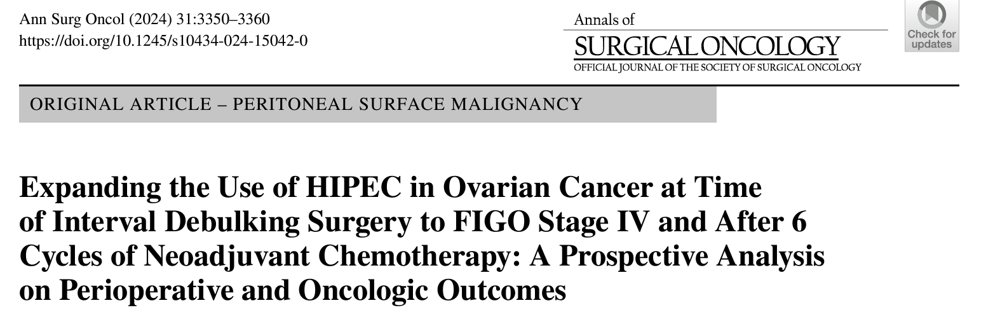 Ann Surg Oncol (2024) 31:3350–3360
https://doi.org/10.1245/s10434-024-15042-0
Annals of
SURGICAL ONCOLOGY
OFFICIAL JOURNAL OF THE SOCIETY OF SURGICAL ONCOLOGY
Check for
updates
ORIGINAL ARTICLE – PERITONEAL SURFACE MALIGNANCY
Expanding the Use of HIPEC in Ovarian Cancer at Time
of Interval Debulking Surgery to FIGO Stage IV and After 6
Cycles of Neoadjuvant Chemotherapy: A Prospective Analysis
on Perioperative and Oncologic Outcomes